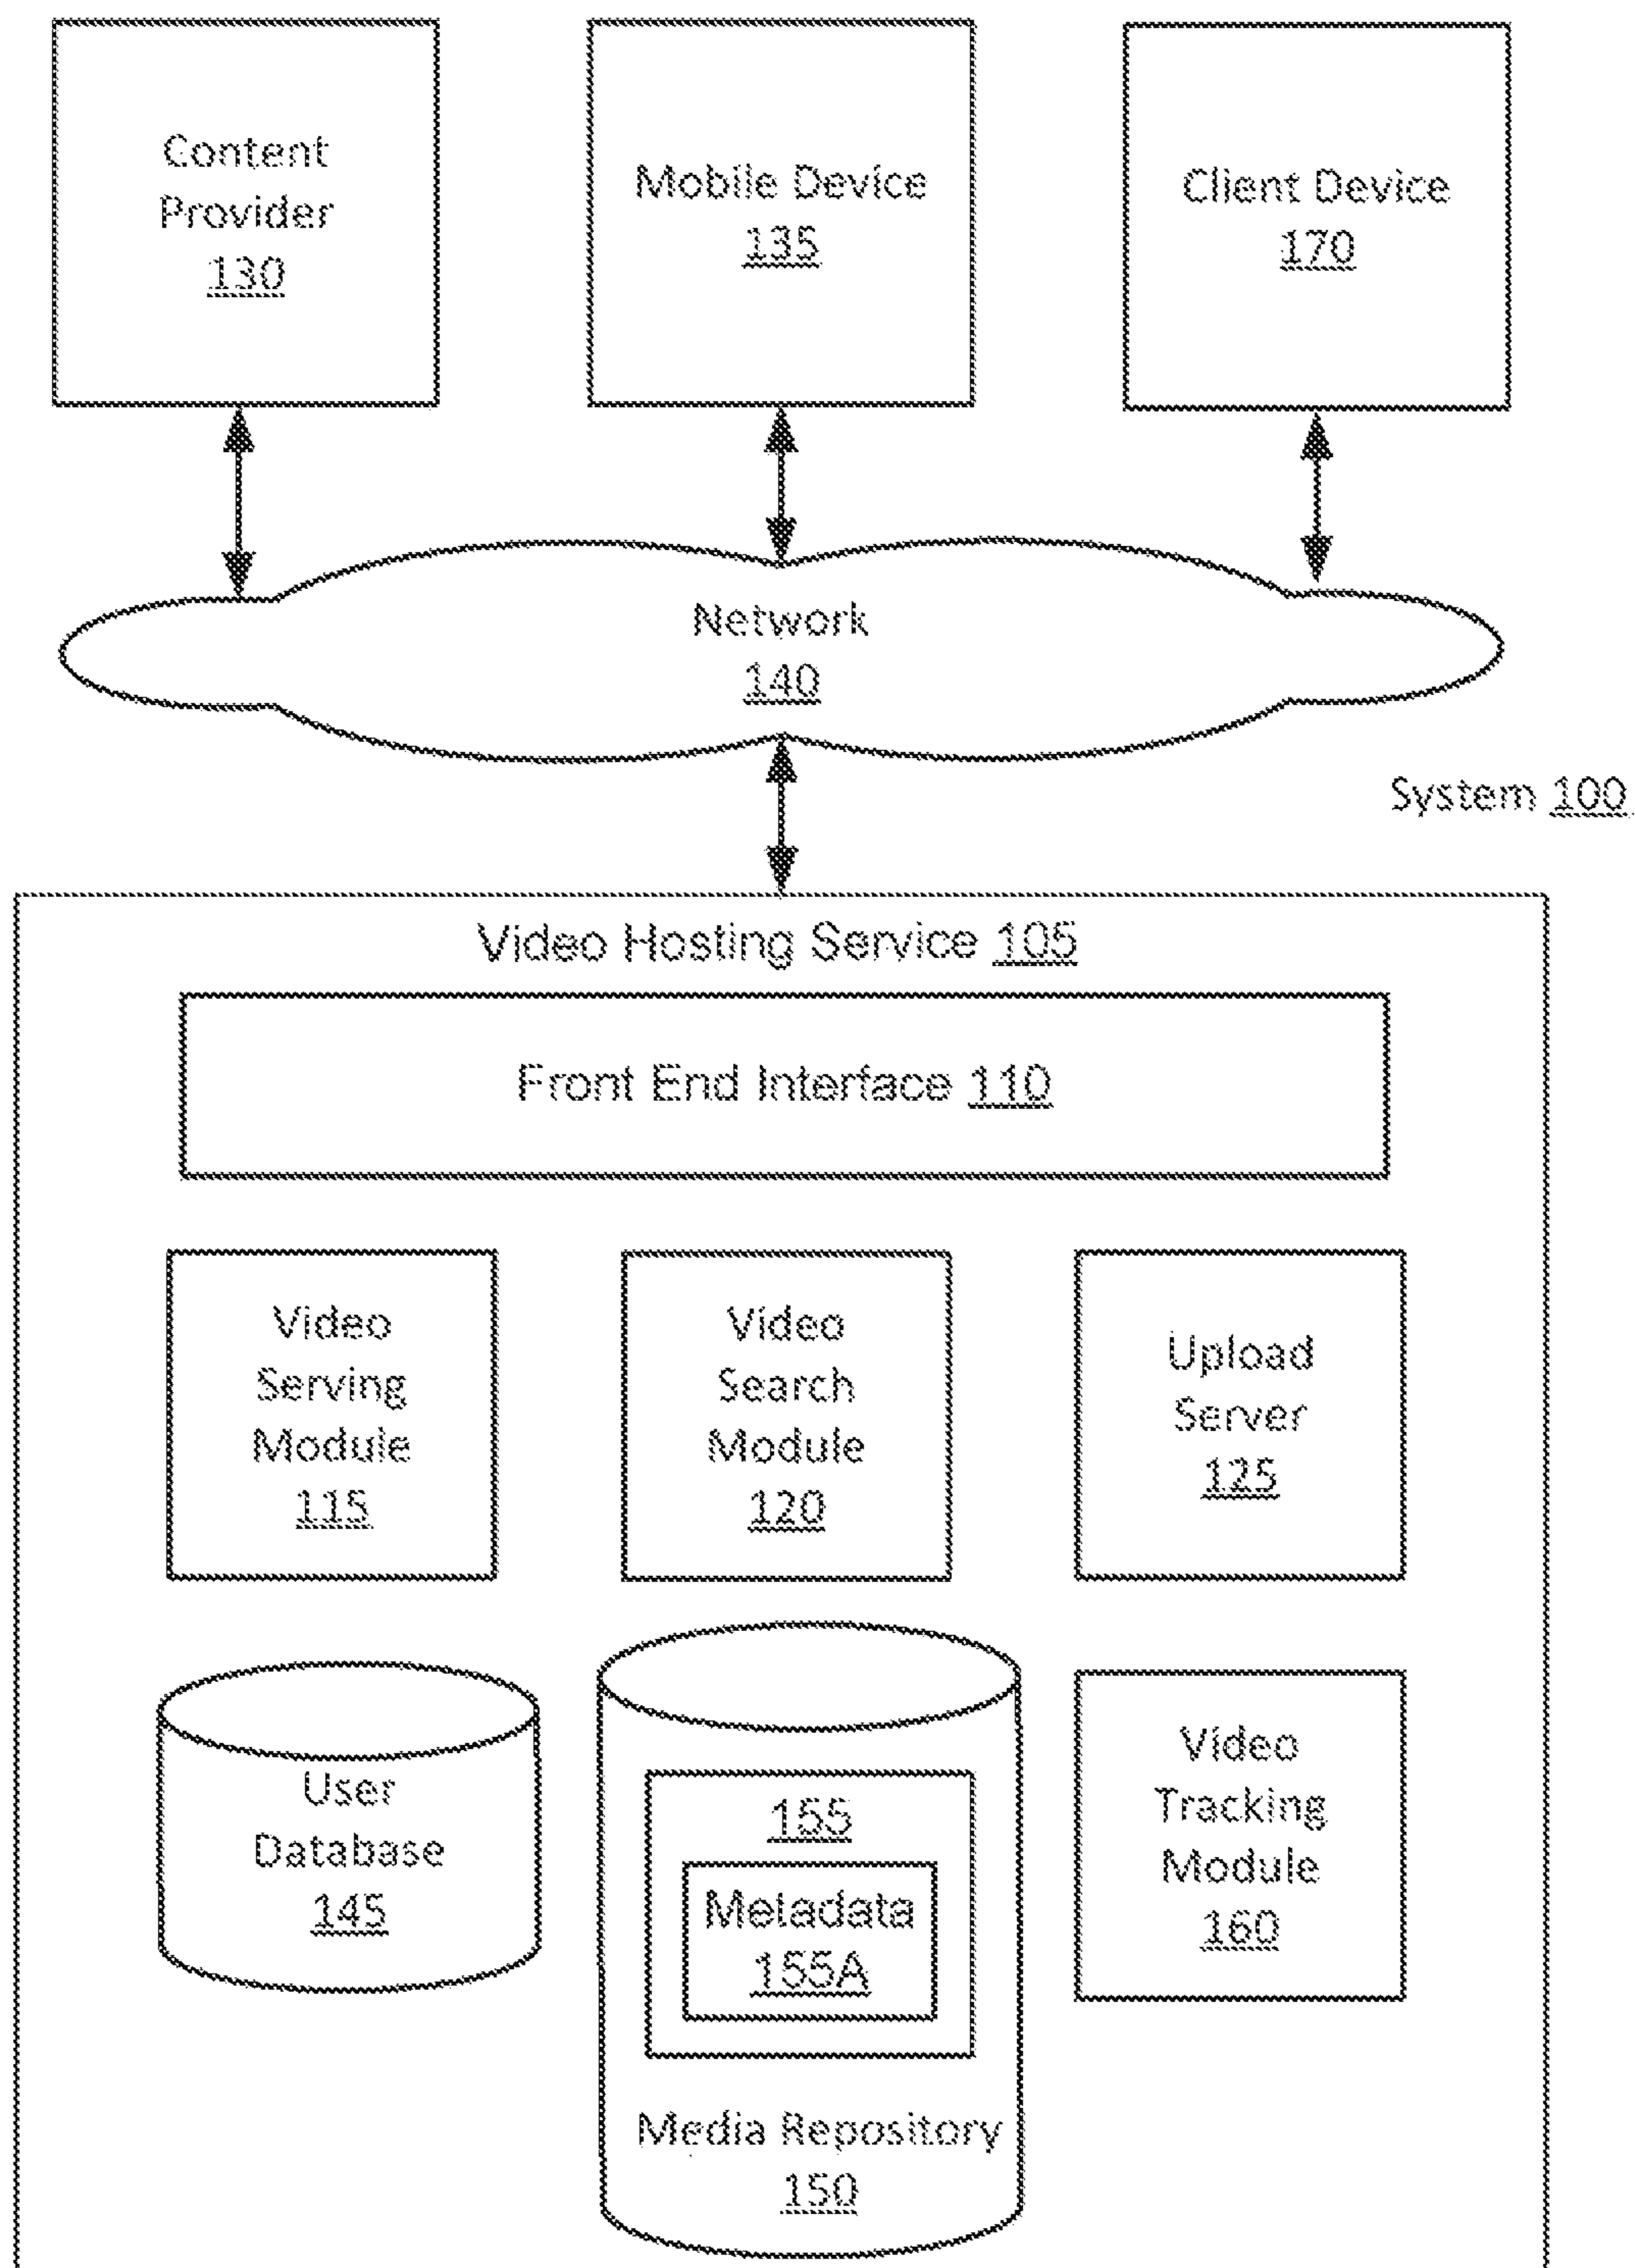 Content
Provider
130
Mobile Device
135
Client Device
170
Network
140
System 100
Video Hosting Service 105
Front End Interface 110
Video
Serving
Module
115
Video
Search
Module
120
Upload
Server
125
User
Database
145
155
Metadata
155A
Media Repository
150
Video
Tracking
Module
160